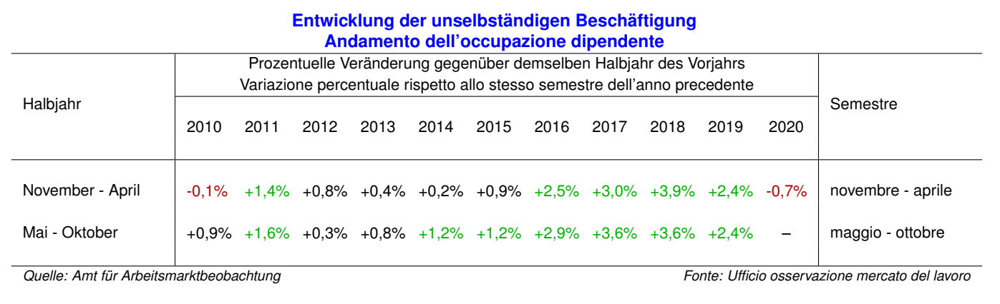 Entwicklung der unselbständigen Beschäftigung
Andamento dell'occupazione dipendente
Prozentuelle Veränderung gegenüber demselben Halbjahr des Vorjahrs
Variazione percentuale rispetto allo stesso semestre dell'anno precedente
Halbjahr Semestre
2010 2011 2012 2013 2014 2015 2016 2017 2018 2019 2020
November - April -0,1% +1,4% +0,8% +0,4% +0,2% +0,9% +2,5% +3,0% +3,9% +2,4% -0,7% novembre - aprile
Mai - Oktober +0,9% +1,6% +0,3% +0,8% +1,2% +1,2% +2,9% +3,6% +3,6% +2,4% – maggio - ottobre
Quelle: Amt für Arbeitsmarktbeobachtung Fonte: Ufficio osservazione mercato del lavoro